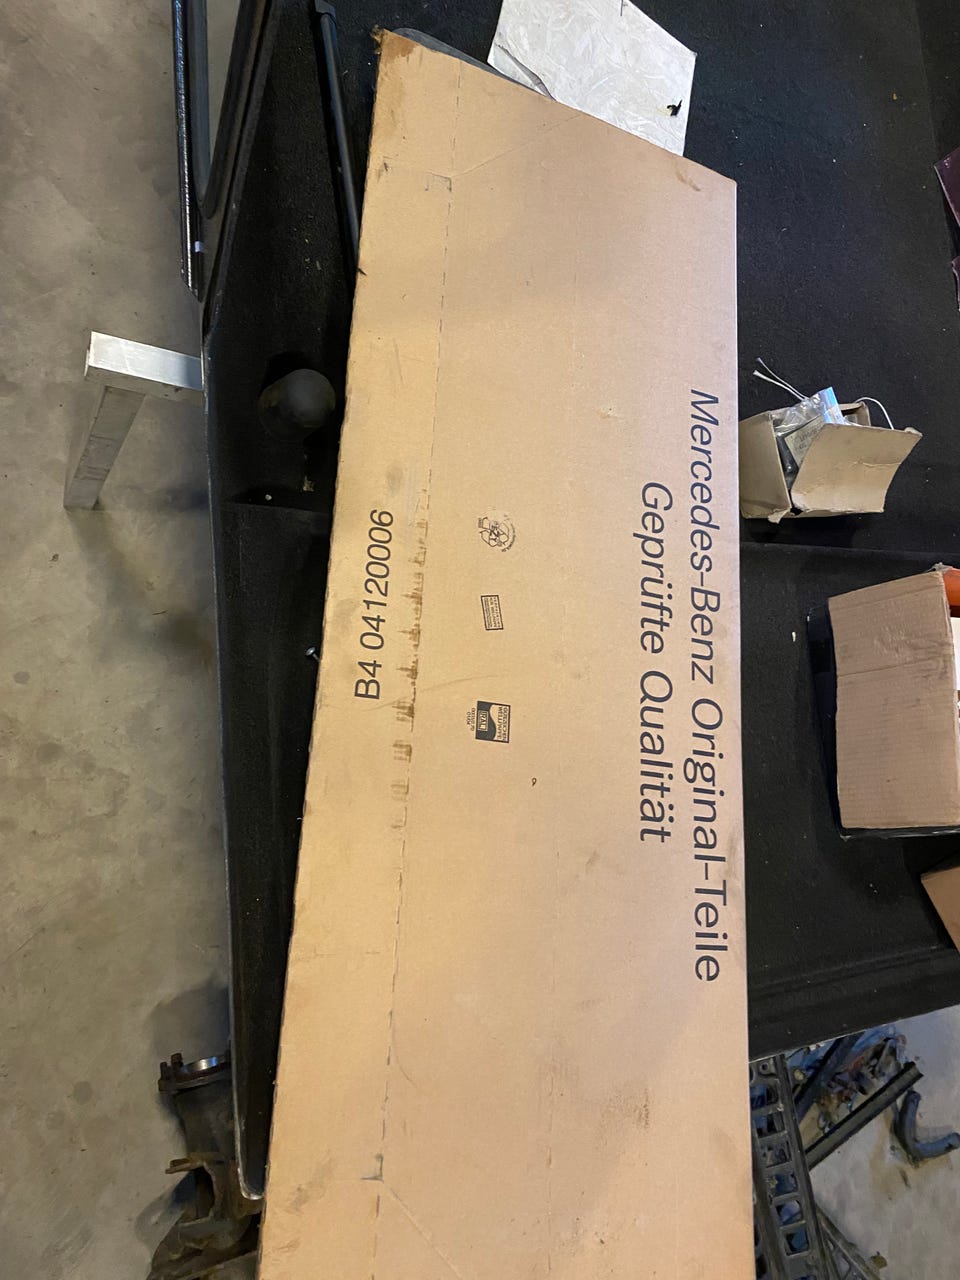 Mercedes-Benz Original-Teile
Geprüfte Qualität
B4 04120006